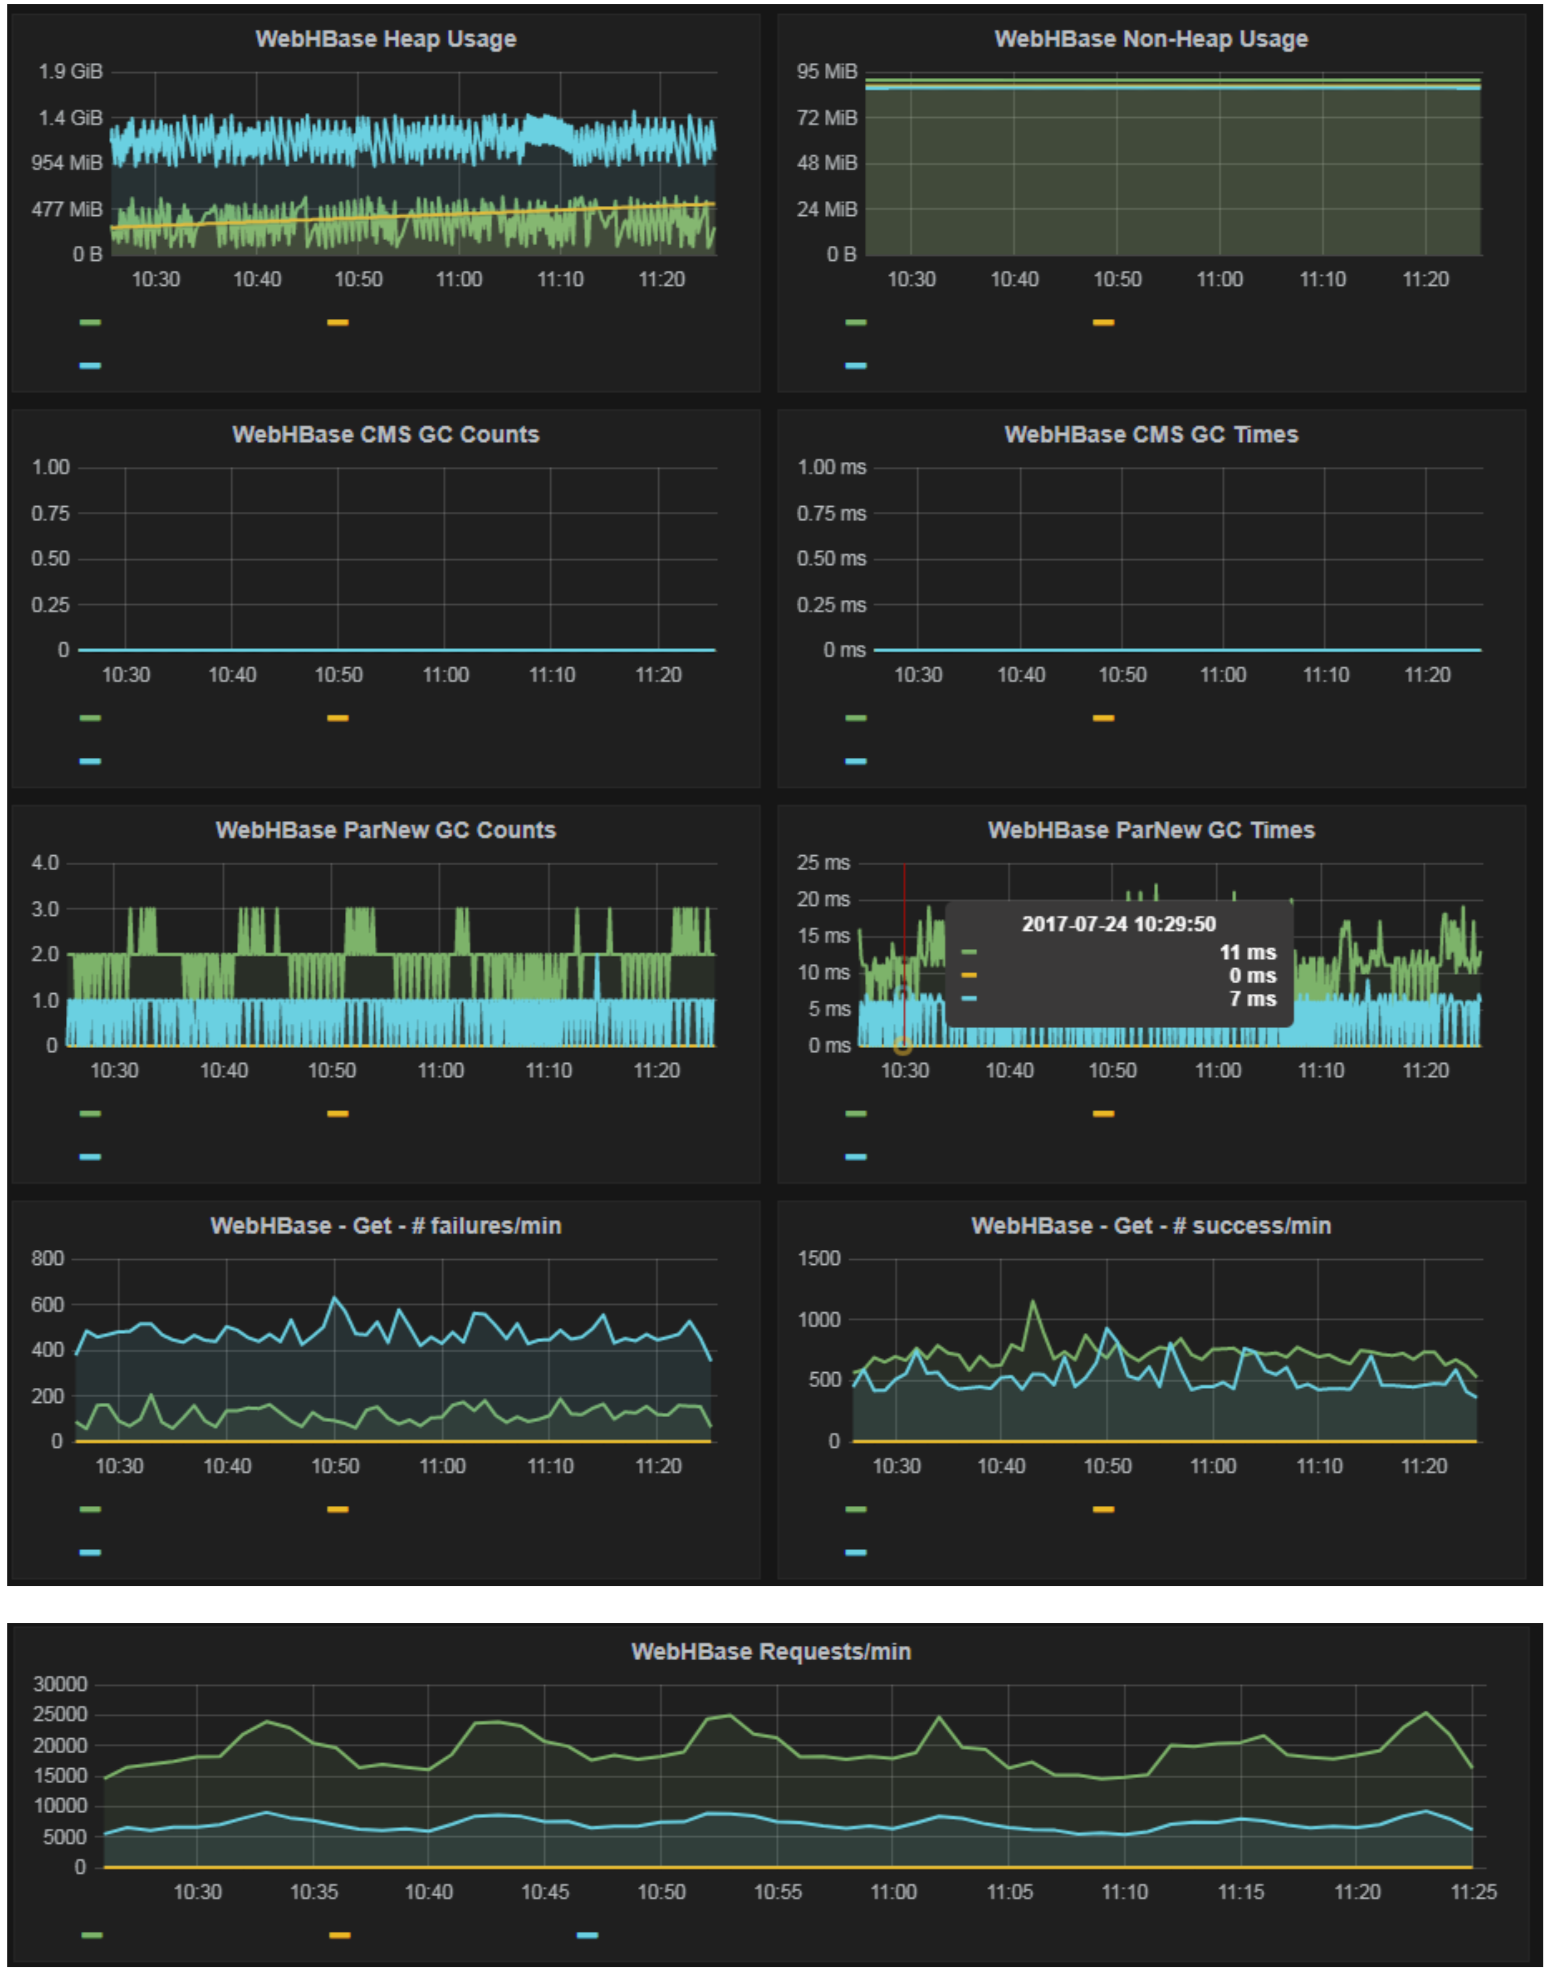 WebHBase Heap Usage
1.9 GiB
1.4 GiB
954 MiB
477 MiB
0 B
10:30 10:40 10:50 11:00 11:10 11:20
WebHBase Non-Heap Usage
95 MiB
72 MiB
48 MiB
24 MiB
0 B
10:30 10:40 10:50 11:00 11:10 11:20
WebHBase CMS GC Counts
1.00
0.75
0.50
0.25
0
10:30 10:40 10:50 11:00 11:10 11:20
WebHBase CMS GC Times
1.00 ms
0.75 ms
0.50 ms
0.25 ms
0 ms
10:30 10:40 10:50 11:00 11:10 11:20
WebHBase ParNew GC Counts
4.0
3.0
2.0
1.0
0
10:30 10:40 10:50 11:00 11:10 11:20
WebHBase ParNew GC Times
25 ms
20 ms
15 ms
10 ms
5 ms
0 ms
2017-07-24 10:29:50
11 ms
0 ms
7 ms
10:30 10:40 10:50 11:00 11:10 11:20
WebHBase - Get - # failures/min
800
600
400
200
0
10:30 10:40 10:50 11:00 11:10 11:20
WebHBase - Get - # success/min
1500
1000
500
0
10:30 10:40 10:50 11:00 11:10 11:20
WebHBase Requests/min
30000
25000
20000
15000
10000
5000
0
10:30 10:35 10:40 10:45 10:50 10:55 11:00 11:05 11:10 11:15 11:20 11:25